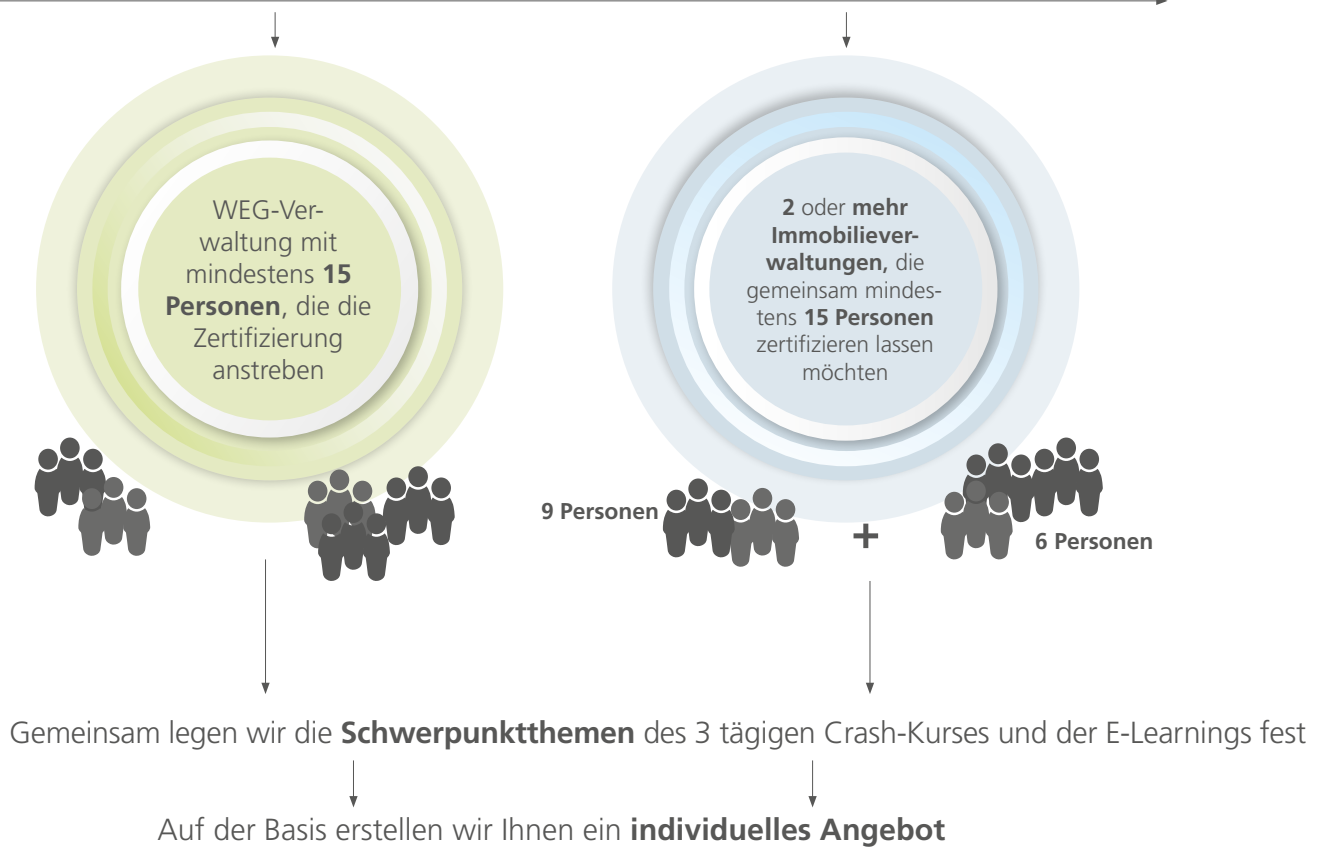 WEG-Ver-
waltung mit
mindestens 15
Personen, die die
Zertifizierung
anstreben
2 oder mehr
Immobiliever-
waltungen, die
gemeinsam mindes-
tens 15 Personen
zertifizieren lassen
möchten
9 Personen
+
6 Personen
Gemeinsam legen wir die Schwerpunktthemen des 3 tägigen Crash-Kurses und der E-Learnings fest
Auf der Basis erstellen wir Ihnen ein individuelles Angebot